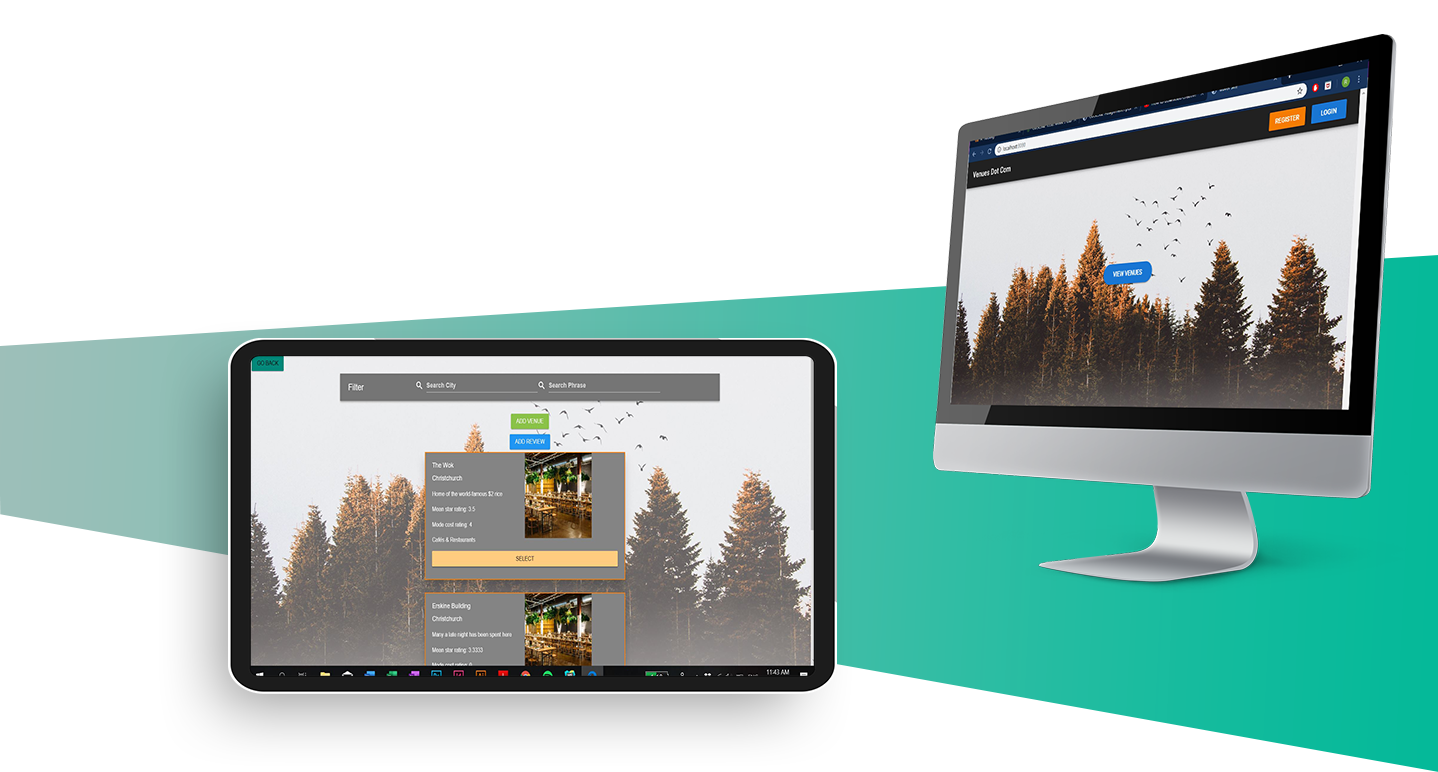 GO BACK
Filter
Search City
Search Phrase
ADD VENUE
ADD REVIEW
The Wok
Christchurch
Home of the world-famous $2 rice
Mean star rating: 3.5
Mode cost rating: 4
Cafés & Restaurants
SELECT
Erskine Building
Christchurch
Many a late night has been spent here
Mean star rating: 3.3333
Mode cost rating: 0
11:43 AM
localhost:8080
REGISTER
LOGIN
Venues Dot Com
VIEW VENUES